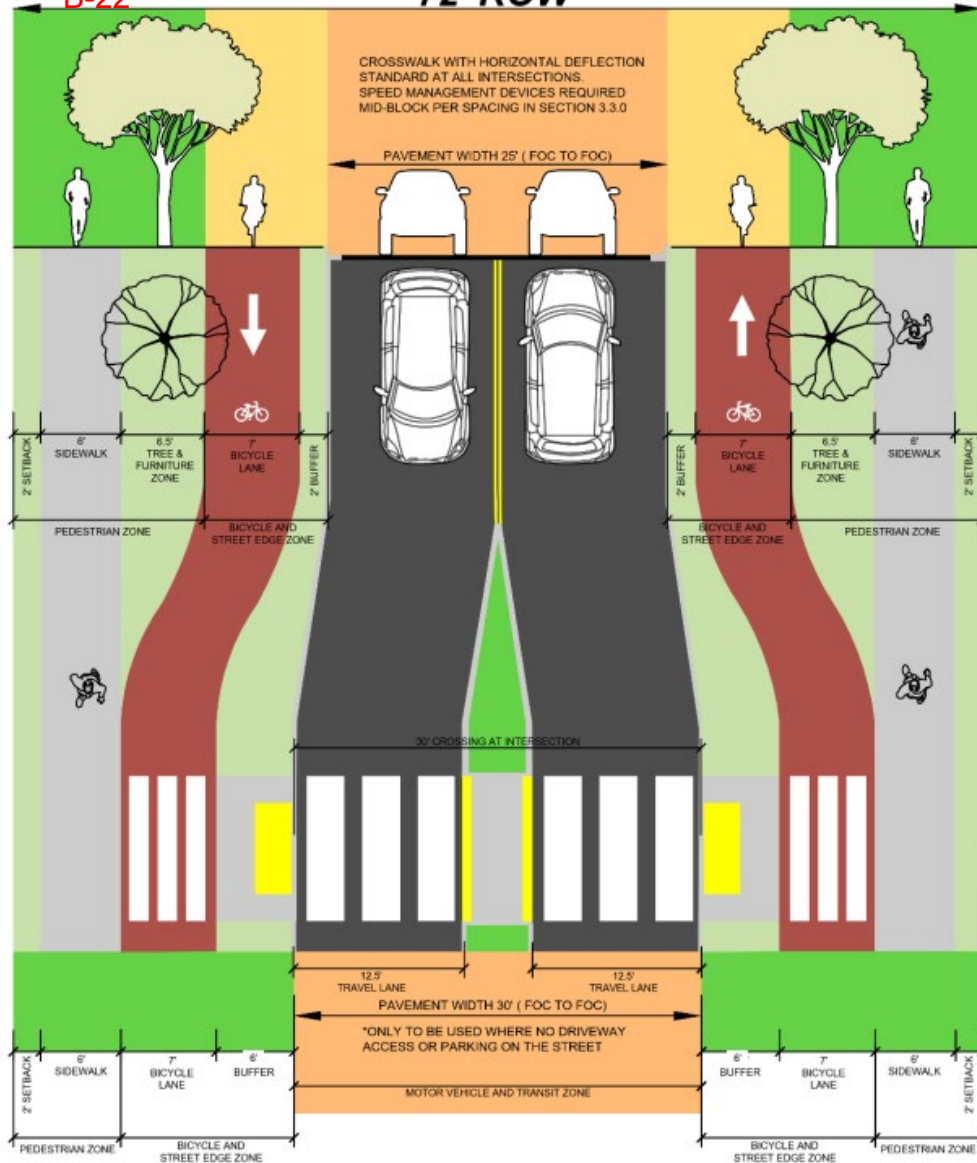 B-22
72' ROW
CROSSWALK WITH HORIZONTAL DEFLECTION
STANDARD AT ALL INTERSECTIONS.
SPEED MANAGEMENT DEVICES REQUIRED
MID-BLOCK PER SPACING IN SECTION 3.3.0
PAVEMENT WIDTH 25' ( FOC TO FOC)
2' SETBACK
6'
SIDEWALK
6.5'
TREE &
FURNITURE
ZONE
7'
BICYCLE
LANE
2' BUFFER
2' BUFFER
7'
BICYCLE
LANE
6.5'
TREE &
FURNITURE
ZONE
6'
SIDEWALK
2' SETBACK
PEDESTRIAN ZONE
BICYCLE AND
STREET EDGE ZONE
BICYCLE AND
STREET EDGE ZONE
PEDESTRIAN ZONE
30' CROSSING AT INTERSECTION
12.5'
TRAVEL LANE
12.5'
TRAVEL LANE
PAVEMENT WIDTH 30' ( FOC TO FOC)
*ONLY TO BE USED WHERE NO DRIVEWAY
ACCESS OR PARKING ON THE STREET
2' SETBACK
6'
SIDEWALK
7'
BICYCLE
LANE
6'
BUFFER
MOTOR VEHICLE AND TRANSIT ZONE
6'
BUFFER
7'
BICYCLE
LANE
6'
SIDEWALK
2' SETBACK
PEDESTRIAN ZONE
BICYCLE AND
STREET EDGE ZONE
BICYCLE AND
STREET EDGE ZONE
PEDESTRIAN ZONE